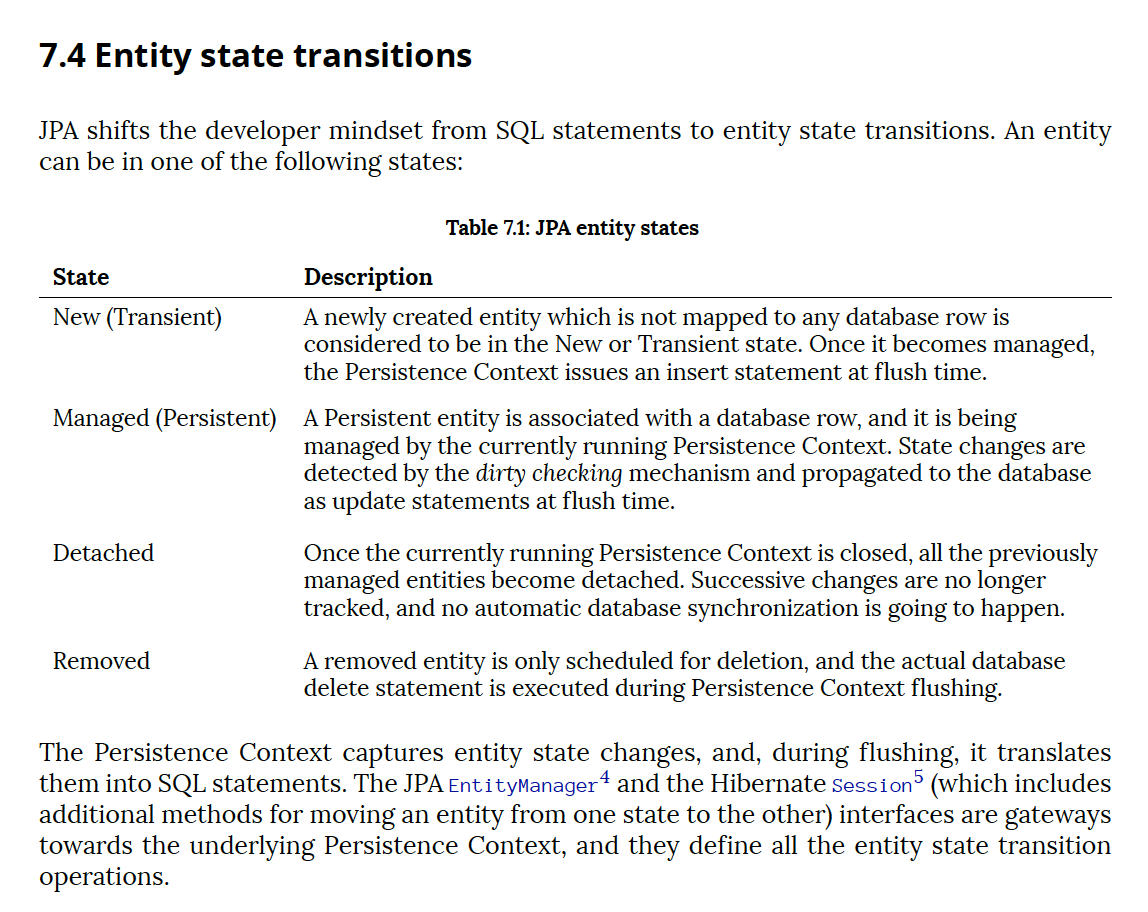 7.4 Entity state transitions
JPA shifts the developer mindset from SQL statements to entity state transitions. An entity
can be in one of the following states:
Table 7.1: JPA entity states
State Description
New (Transient) A newly created entity which is not mapped to any database row is
considered to be in the New or Transient state. Once it becomes managed,
the Persistence Context issues an insert statement at flush time.
Managed (Persistent) A Persistent entity is associated with a database row, and it is being
managed by the currently running Persistence Context. State changes are
detected by the dirty checking mechanism and propagated to the database
as update statements at flush time.
Detached Once the currently running Persistence Context is closed, all the previously
managed entities become detached. Successive changes are no longer
tracked, and no automatic database synchronization is going to happen.
Removed A removed entity is only scheduled for deletion, and the actual database
delete statement is executed during Persistence Context flushing.
The Persistence Context captures entity state changes, and, during flushing, it translates
them into SQL statements. The JPA EntityManager⁴ and the Hibernate Session⁵ (which includes
additional methods for moving an entity from one state to the other) interfaces are gateways
towards the underlying Persistence Context, and they define all the entity state transition
operations.